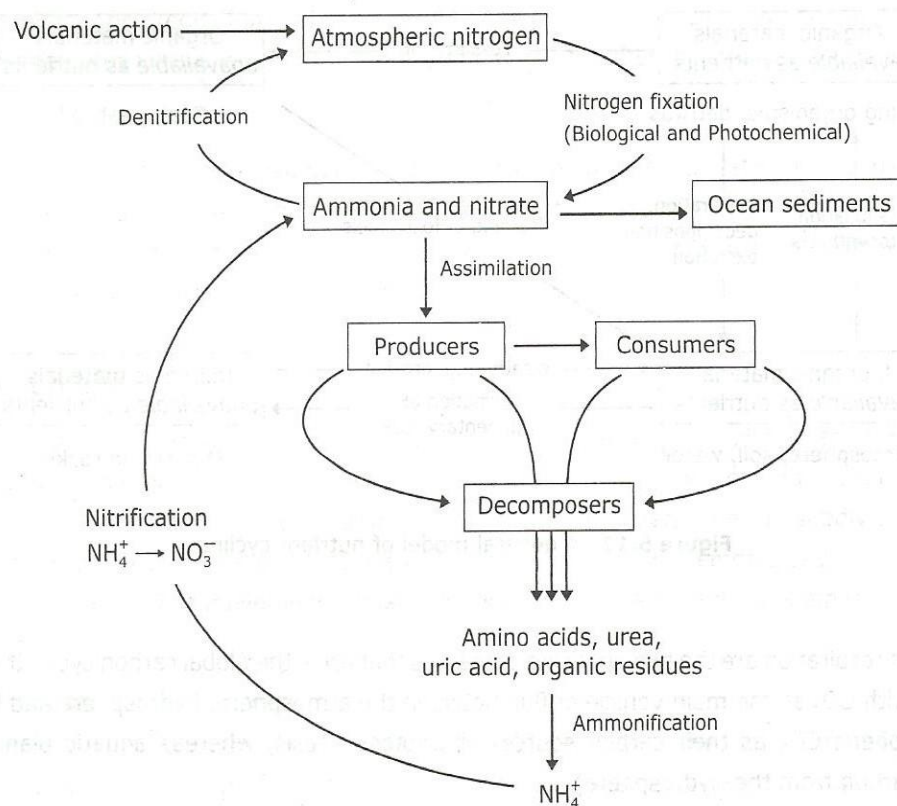 Volcanic action
Atmospheric nitrogen
Denitrification
Nitrogen fixation
(Biological and Photochemical)
Ammonia and nitrate
Ocean sediments
Assimilation
Producers
Consumers
Decomposers
Nitrification
NH₄⁺ → NO₃⁻
Amino acids, urea,
uric acid, organic residues
Ammonification
NH₄⁺